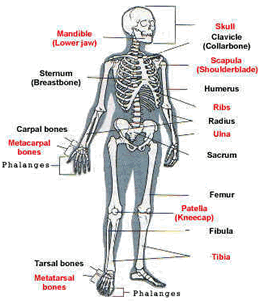 Skull
Mandible
(Lower jaw)
Clavicle
(Collarbone)
Scapula
(Shoulderblade)
Sternum
(Breastbone)
Humerus
Ribs
Radius
Carpal bones
Ulna
Metacarpal
bones
Sacrum
Phalanges
Femur
Patella
(Kneecap)
Fibula
Tibia
Tarsal bones
Metatarsal
bones
Phalanges